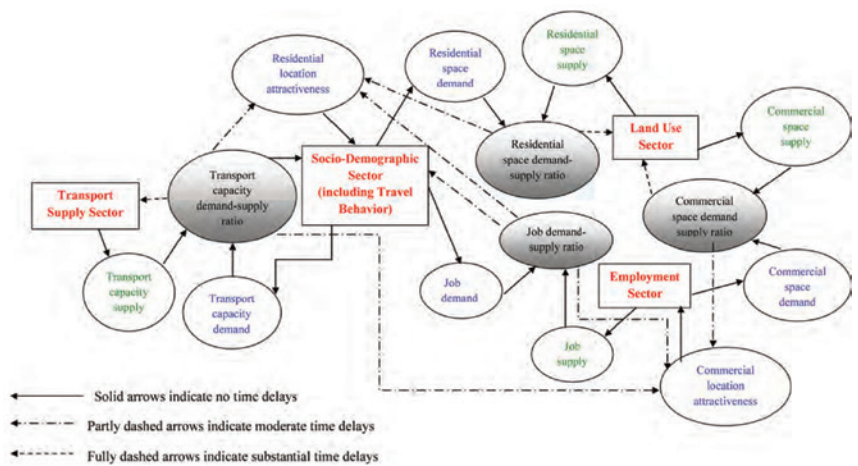 Residential
location
attractiveness
Residential
space
demand
Residential
space
supply
Commercial
space
supply
Land Use
Sector
Residential
space demand-
supply ratio
Socio-Demographic
Sector
(including Travel
Behavior)
Transport
capacity
demand-supply
ratio
Transport
Supply Sector
Commercial
space demand
supply ratio
Job demand-
supply ratio
Transport
capacity
supply
Transport
capacity
demand
Job
demand
Employment
Sector
Commercial
space
demand
Job
supply
Commercial
location
attractiveness
Solid arrows indicate no time delays
Partly dashed arrows indicate moderate time delays
Fully dashed arrows indicate substantial time delays